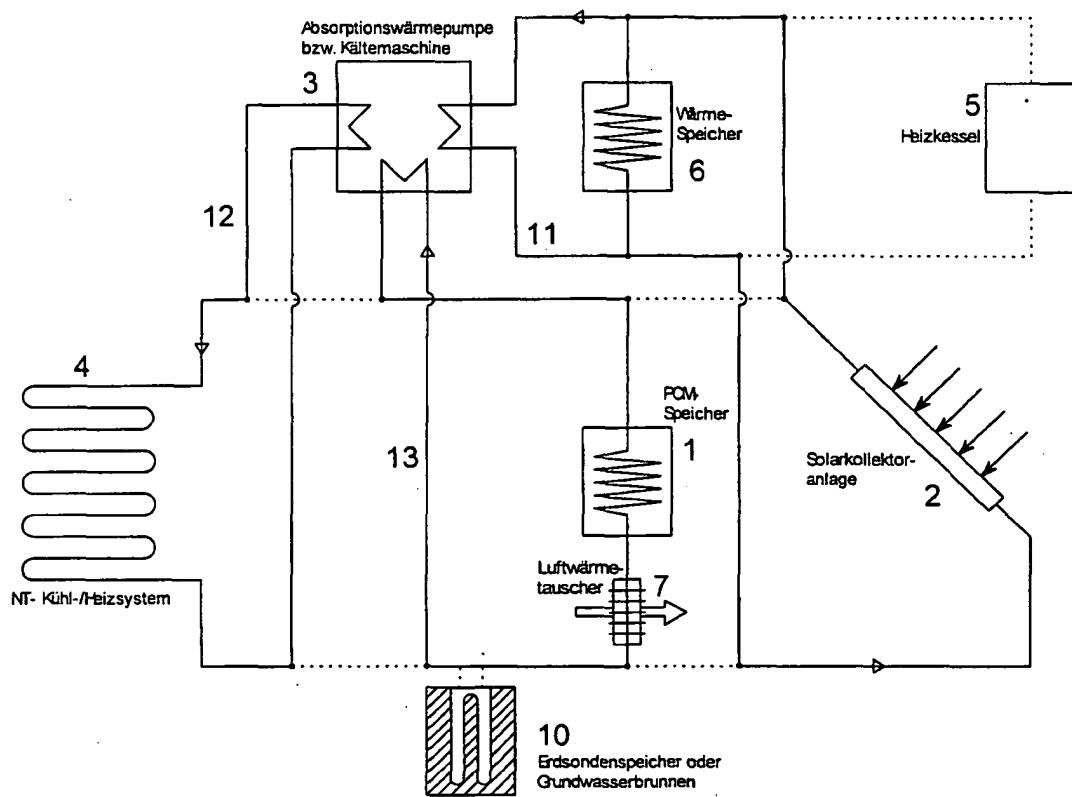 Absorptionswärmepumpe
bzw. Kältemaschine
3
5
Heizkessel
Wärme-
Speicher
6
12
11
4
PCM-
Speicher
1
13
Solarkollektor-
anlage
2
Luftwärme-
tauscher
7
NT- Kühl-/Heizsystem
10
Erdsondenspeicher oder
Grundwasserbrunnen